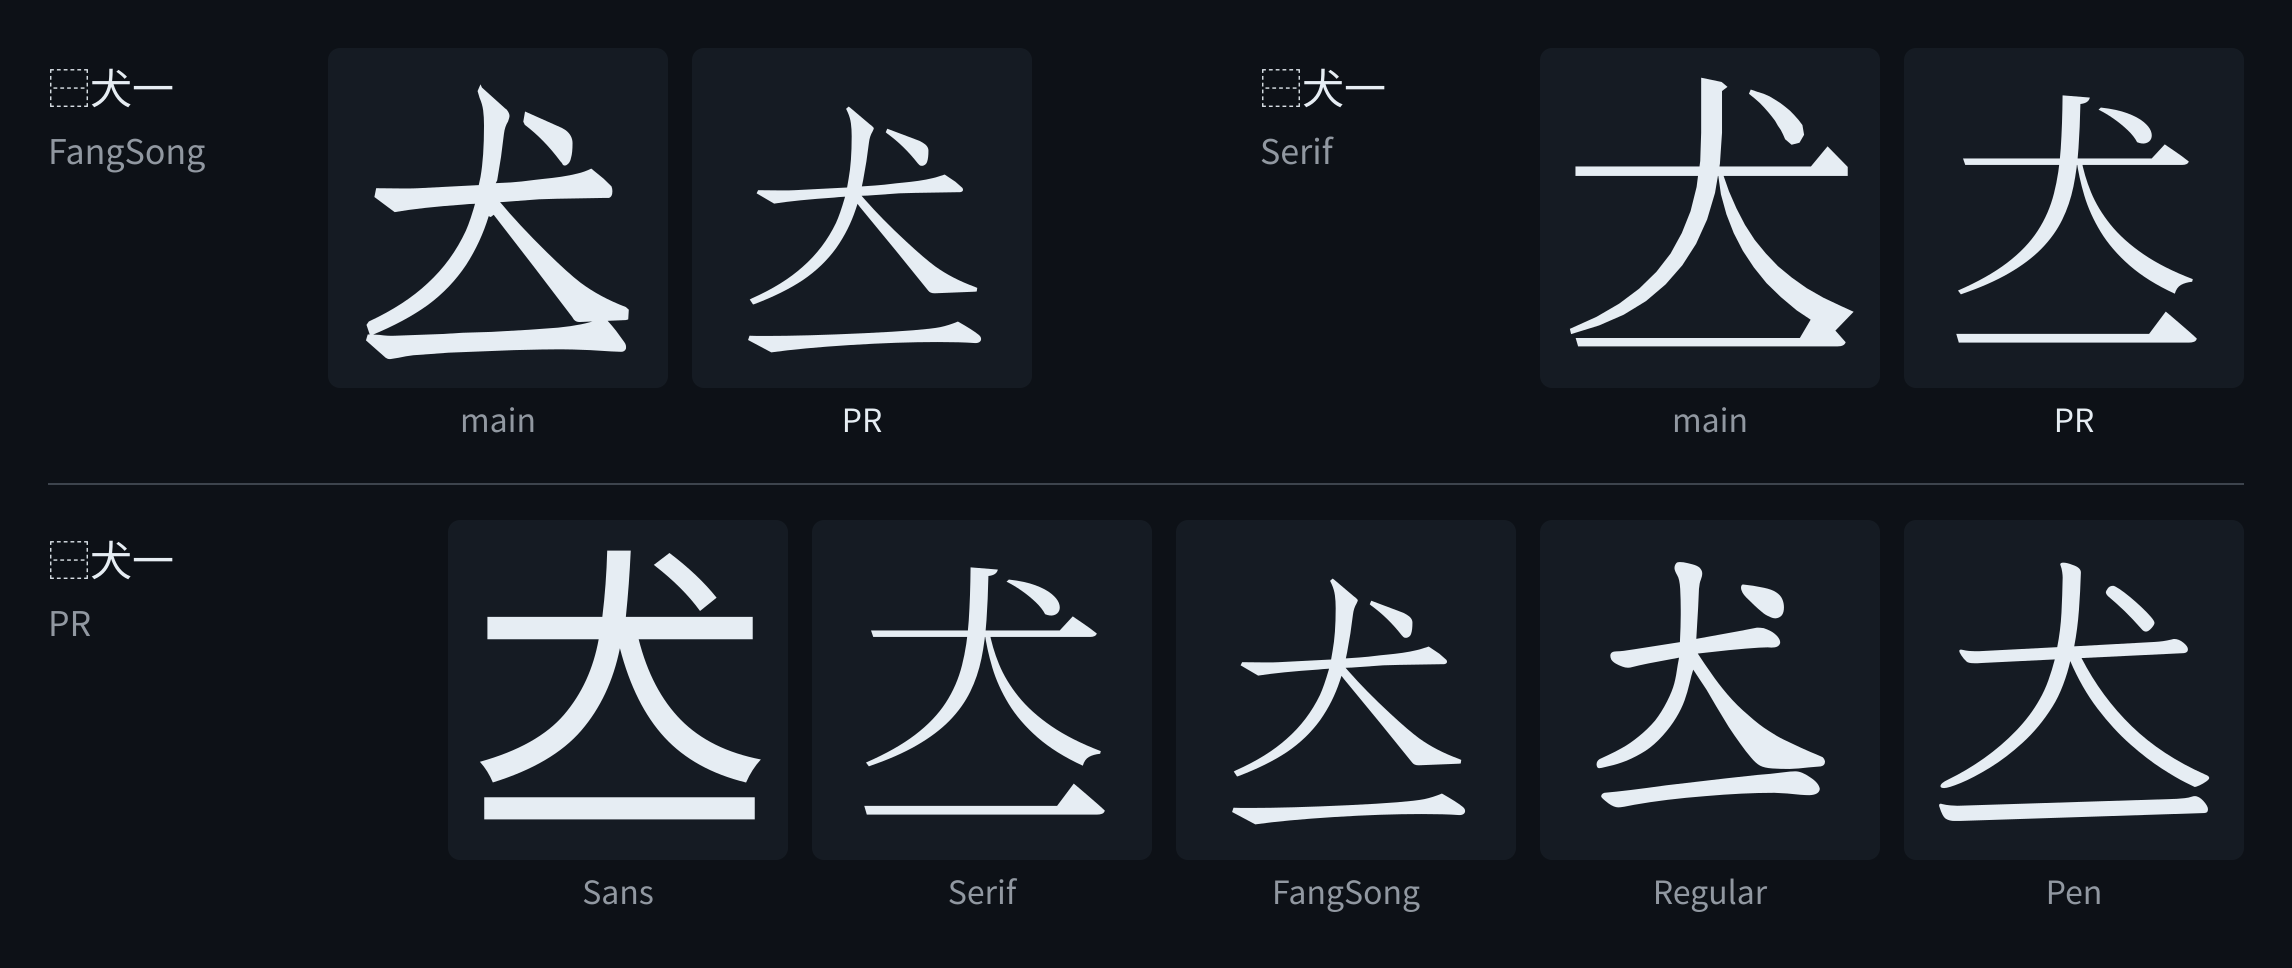 ⿱犬一
FangSong
main
PR
⿱犬一
Serif
main
PR
⿱犬一
PR
Sans
Serif
FangSong
Regular
Pen